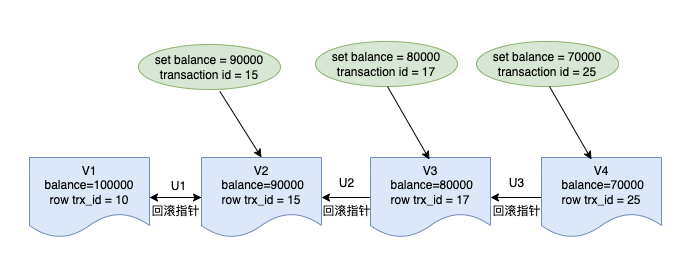 set balance = 90000
transaction id = 15
set balance = 80000
transaction id = 17
set balance = 70000
transaction id = 25
V1
balance=100000
row trx_id = 10
U1
回滚指针
V2
balance=90000
row trx_id = 15
U2
回滚指针
V3
balance=80000
row trx_id = 17
U3
回滚指针
V4
balance=70000
row trx_id = 25